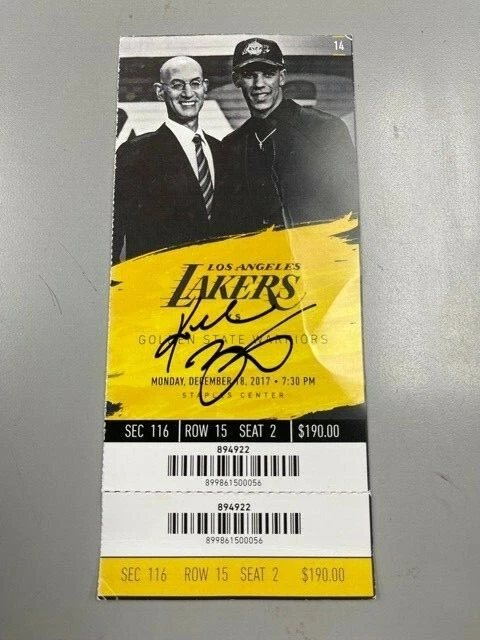 14
LOS ANGELES
LAKERS
VS
GOLDEN STATE WARRIORS
MONDAY, DECEMBER 18, 2017 • 7:30 PM
STAPLES CENTER
SEC 116 ROW 15 SEAT 2 $190.00
894922
899861500056
894922
899861500056
SEC 116 ROW 15 SEAT 2 $190.00